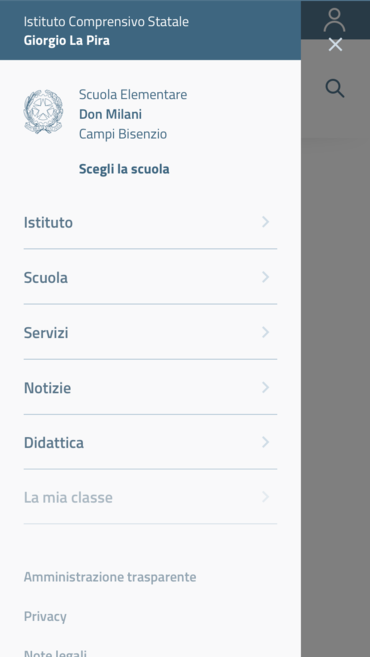 Istituto Comprensivo Statale
Giorgio La Pira
Scuola Elementare
Don Milani
Campi Bisenzio
Scegli la scuola
Istituto
Scuola
Servizi
Notizie
Didattica
La mia classe
Amministrazione trasparente
Privacy
Note legali